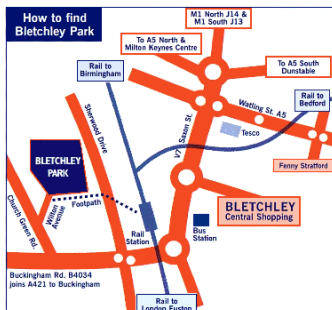 How to find
Bletchley Park
M1 North J14 &
M1 South J13
To A5 North &
Milton Keynes Centre
To A5 South
Dunstable
Rail to
Birmingham
Rail to
Bedford
Watling St. A5
V7 Saxon St.
Tesco
Sherwood Drive
Fenny Stratford
BLETCHLEY
PARK
Church Green Rd.
Wilton
Avenue
Footpath
BLETCHLEY
Central Shopping
Rail
Station
Bus
Station
Buckingham Rd. B4034
joins A421 to Buckingham
Rail to
London Euston